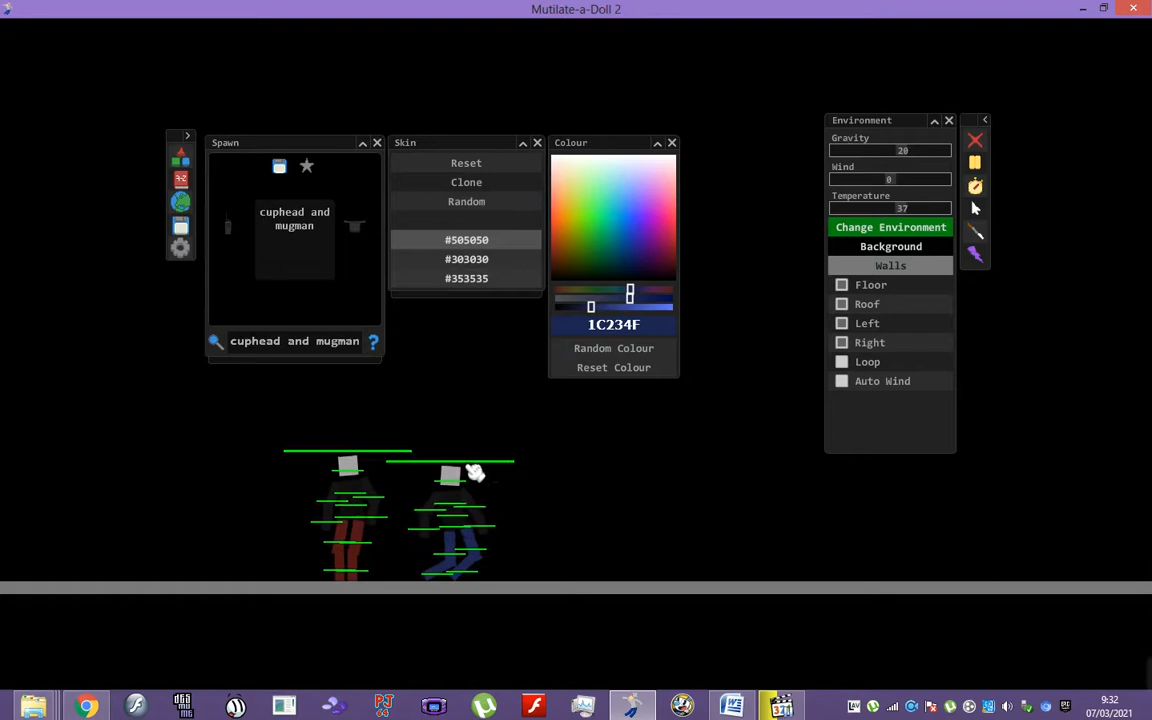 Mutilate-a-Doll 2
Spawn
cuphead and
mugman
cuphead and mugman
?
Skin
Reset
Clone
Random
#505050
#303030
#353535
Colour
1C234F
Random Colour
Reset Colour
Environment
Gravity
20
Wind
0
Temperature
37
Change Environment
Background
Walls
Floor
Roof
Left
Right
Loop
Auto Wind
9:32
07/03/2021